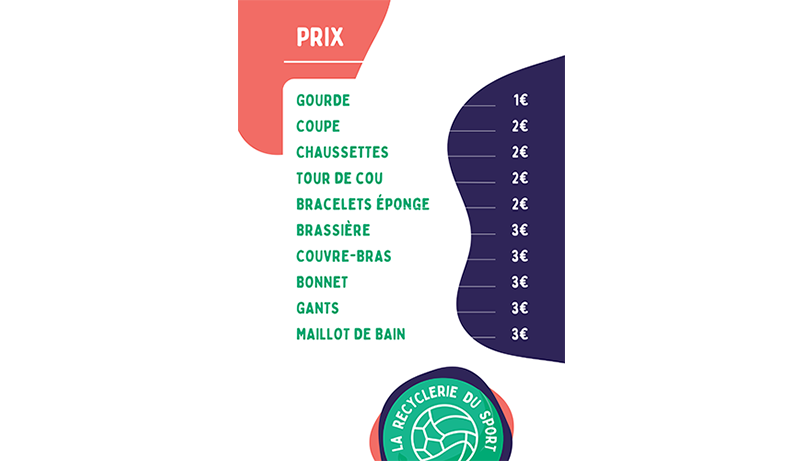 PRIX
GOURDE 1€
COUPE 2€
CHAUSSETTES 2€
TOUR DE COU 2€
BRACELETS ÉPONGE 2€
BRASSIÈRE 3€
COUVRE-BRAS 3€
BONNET 3€
GANTS 3€
MAILLOT DE BAIN 3€
LA RECYCLERIE DU SPORT